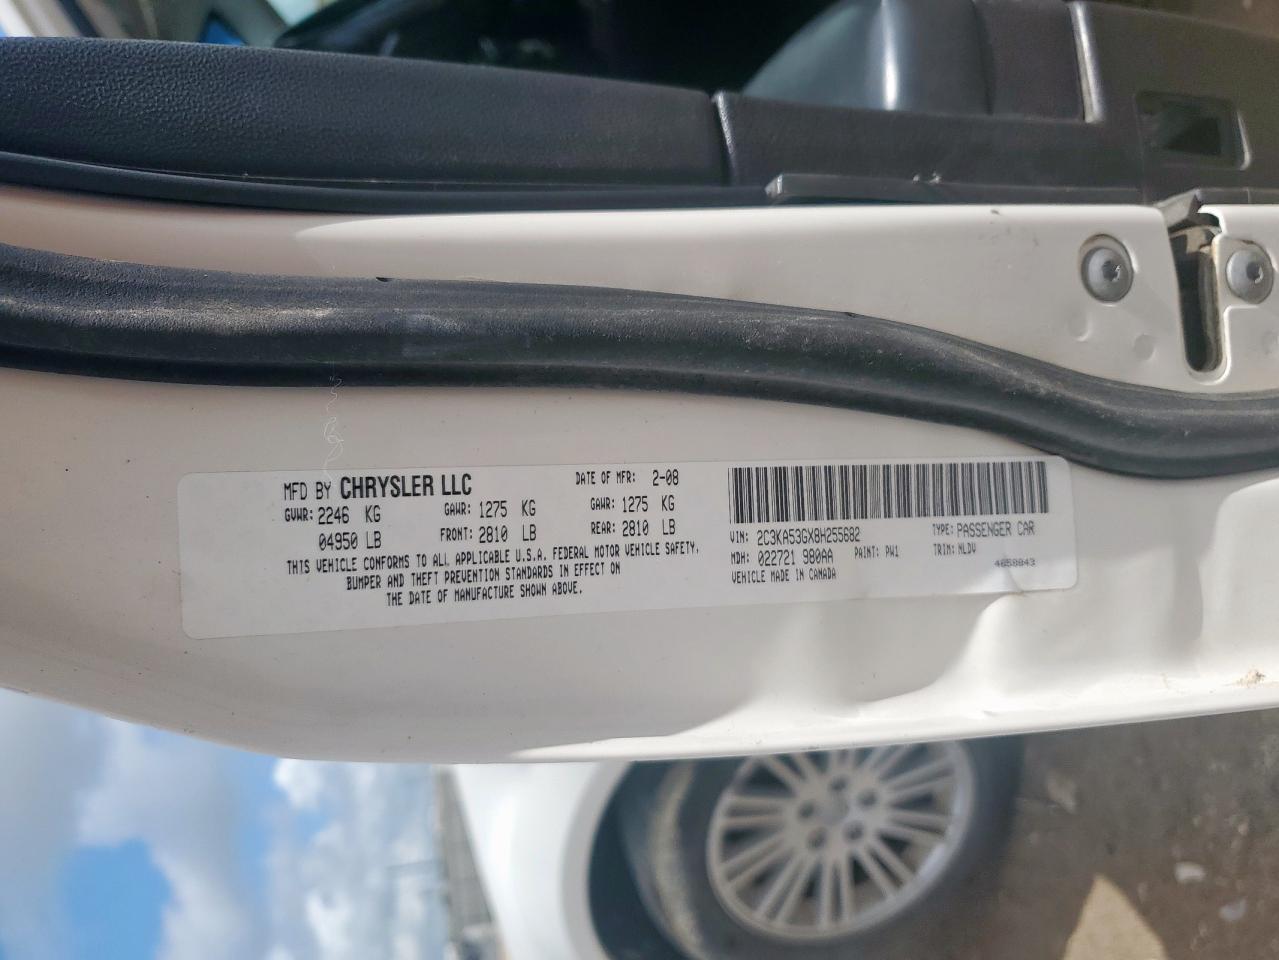 MFD BY CHRYSLER LLC DATE OF MFR: 2-08
GVWR: 2246 KG GAWR: 1275 KG GAWR: 1275 KG
04950 LB FRONT: 2810 LB REAR: 2810 LB
THIS VEHICLE CONFORMS TO ALL APPLICABLE U.S.A. FEDERAL MOTOR VEHICLE SAFETY,
BUMPER AND THEFT PREVENTION STANDARDS IN EFFECT ON
THE DATE OF MANUFACTURE SHOWN ABOVE.
VIN: 2C3KA53GX8H255682 TYPE: PASSENGER CAR
MDH: 022721 980AA PAINT: PW1 TRIM: NLDV
VEHICLE MADE IN CANADA 4658843